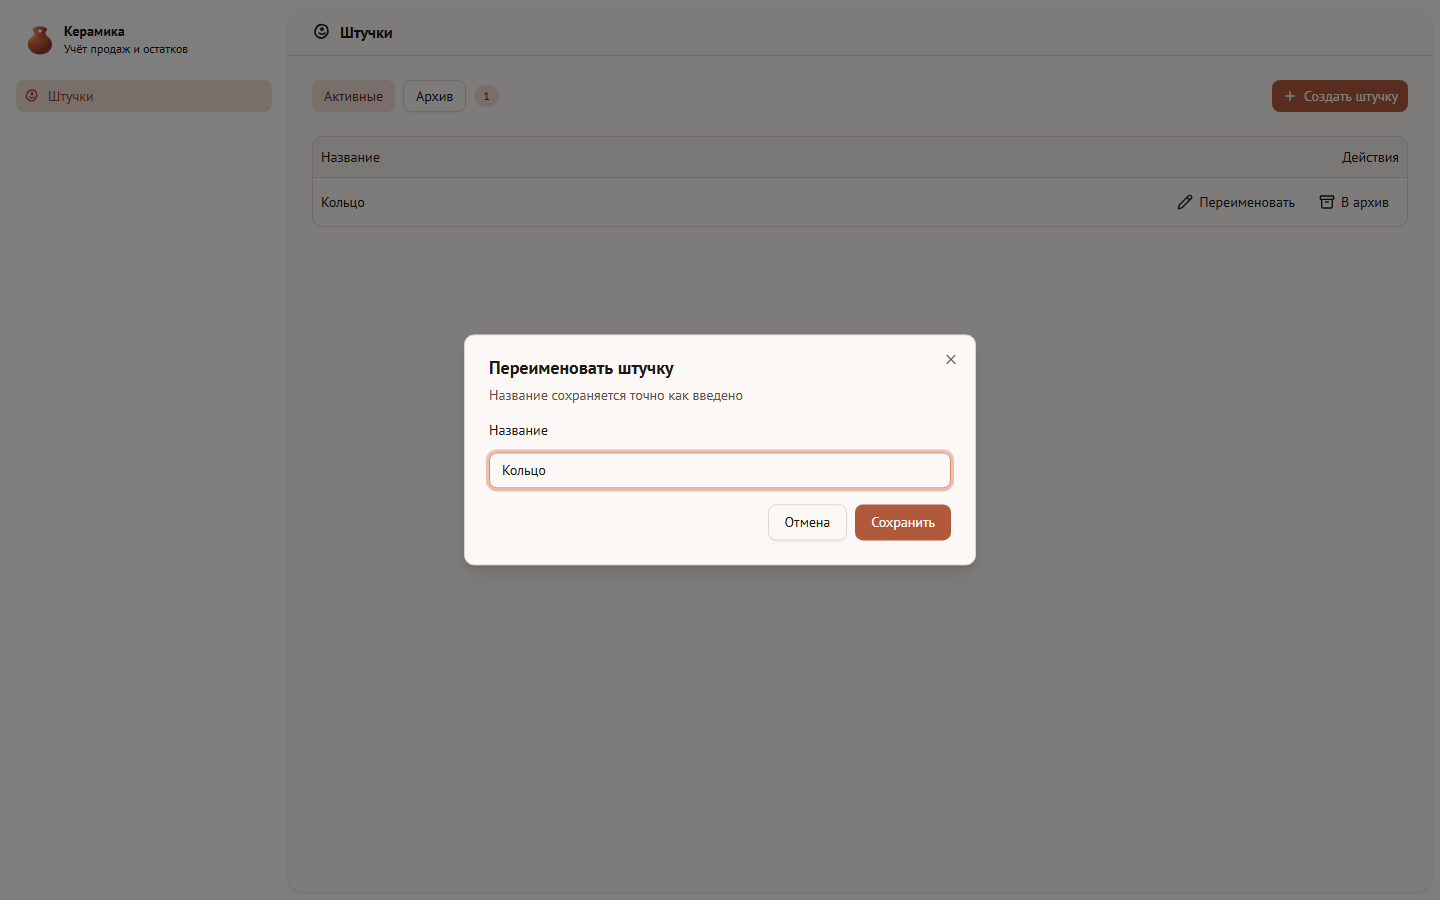 Керамика
Учёт продаж и остатков
Штучки
Штучки
Активные
Архив
1
Создать штучку
Название
Действия
Кольцо
Переименовать
В архив
Переименовать штучку
Название сохраняется точно как введено
Название
Кольцо
Отмена
Сохранить